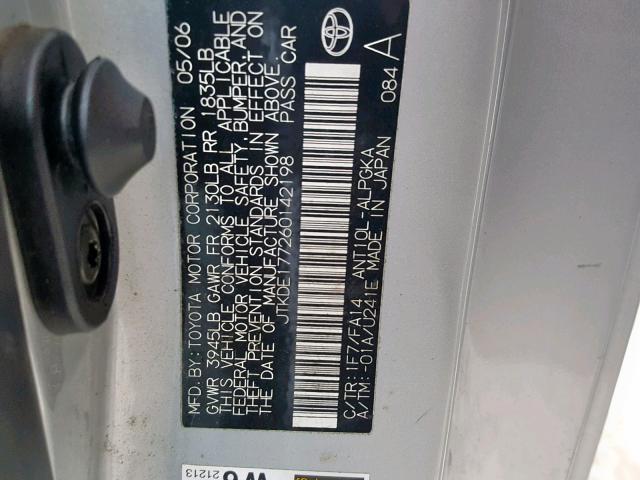 MFD.BY:TOYOTA MOTOR CORPORATION 05/06
GVWR 3945LB GAWR FR 2130LB RR 1835LB
THIS VEHICLE CONFORMS TO ALL APPLICABLE
FEDERAL MOTOR VEHICLE SAFETY,BUMPER,AND
THEFT PREVENTION STANDARDS IN EFFECT ON
THE DATE OF MANUFACTURE SHOWN ABOVE.
JTKDE177260142198 PASS CAR
C/TR:1F7/FA14 ANT10L-ALPGKA 084 A
A/TM:-01A/U241E MADE IN JAPAN
21213